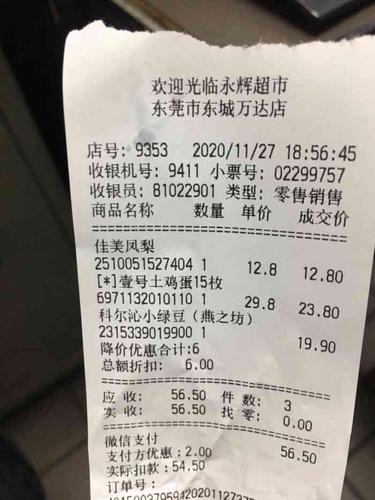 欢迎光临永辉超市
东莞市东城万达店
店号: 9353 2020/11/27 18:56:45
收银机号: 9411 小票号: 02299757
收银员: 81022901 类型: 零售销售
商品名称 数量 单价 成交价
佳美凤梨
2510051527404 1 12.8 12.80
[*]壹号土鸡蛋15枚
6971132010110 1 29.8 23.80
科尔沁小绿豆（燕之坊）
2315339019900 1 19.90
降价优惠合计:6
总额折扣: 6.00
应收: 56.50 件数: 3
实收: 56.50 找零: 0.00
微信支付 56.50
支付方优惠: 2.00
实际扣款: 54.50
订单号: